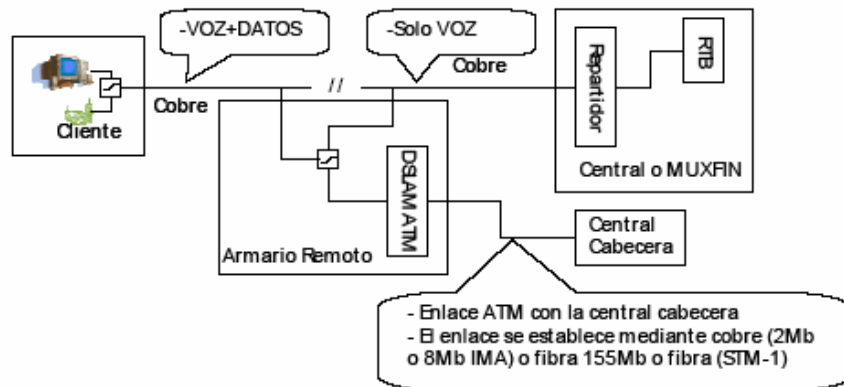 -VOZ+DATOS
-Solo VOZ
Cobre
Repartidor
RTB
Cliente
Cobre
Central o MUXFIN
DSLAM ATM
Armario Remoto
Central
Cabecera
- Enlace ATM con la central cabecera
- El enlace se establece mediante cobre (2Mb
o 8Mb IMA) o fibra 155Mb o fibra (STM-1)